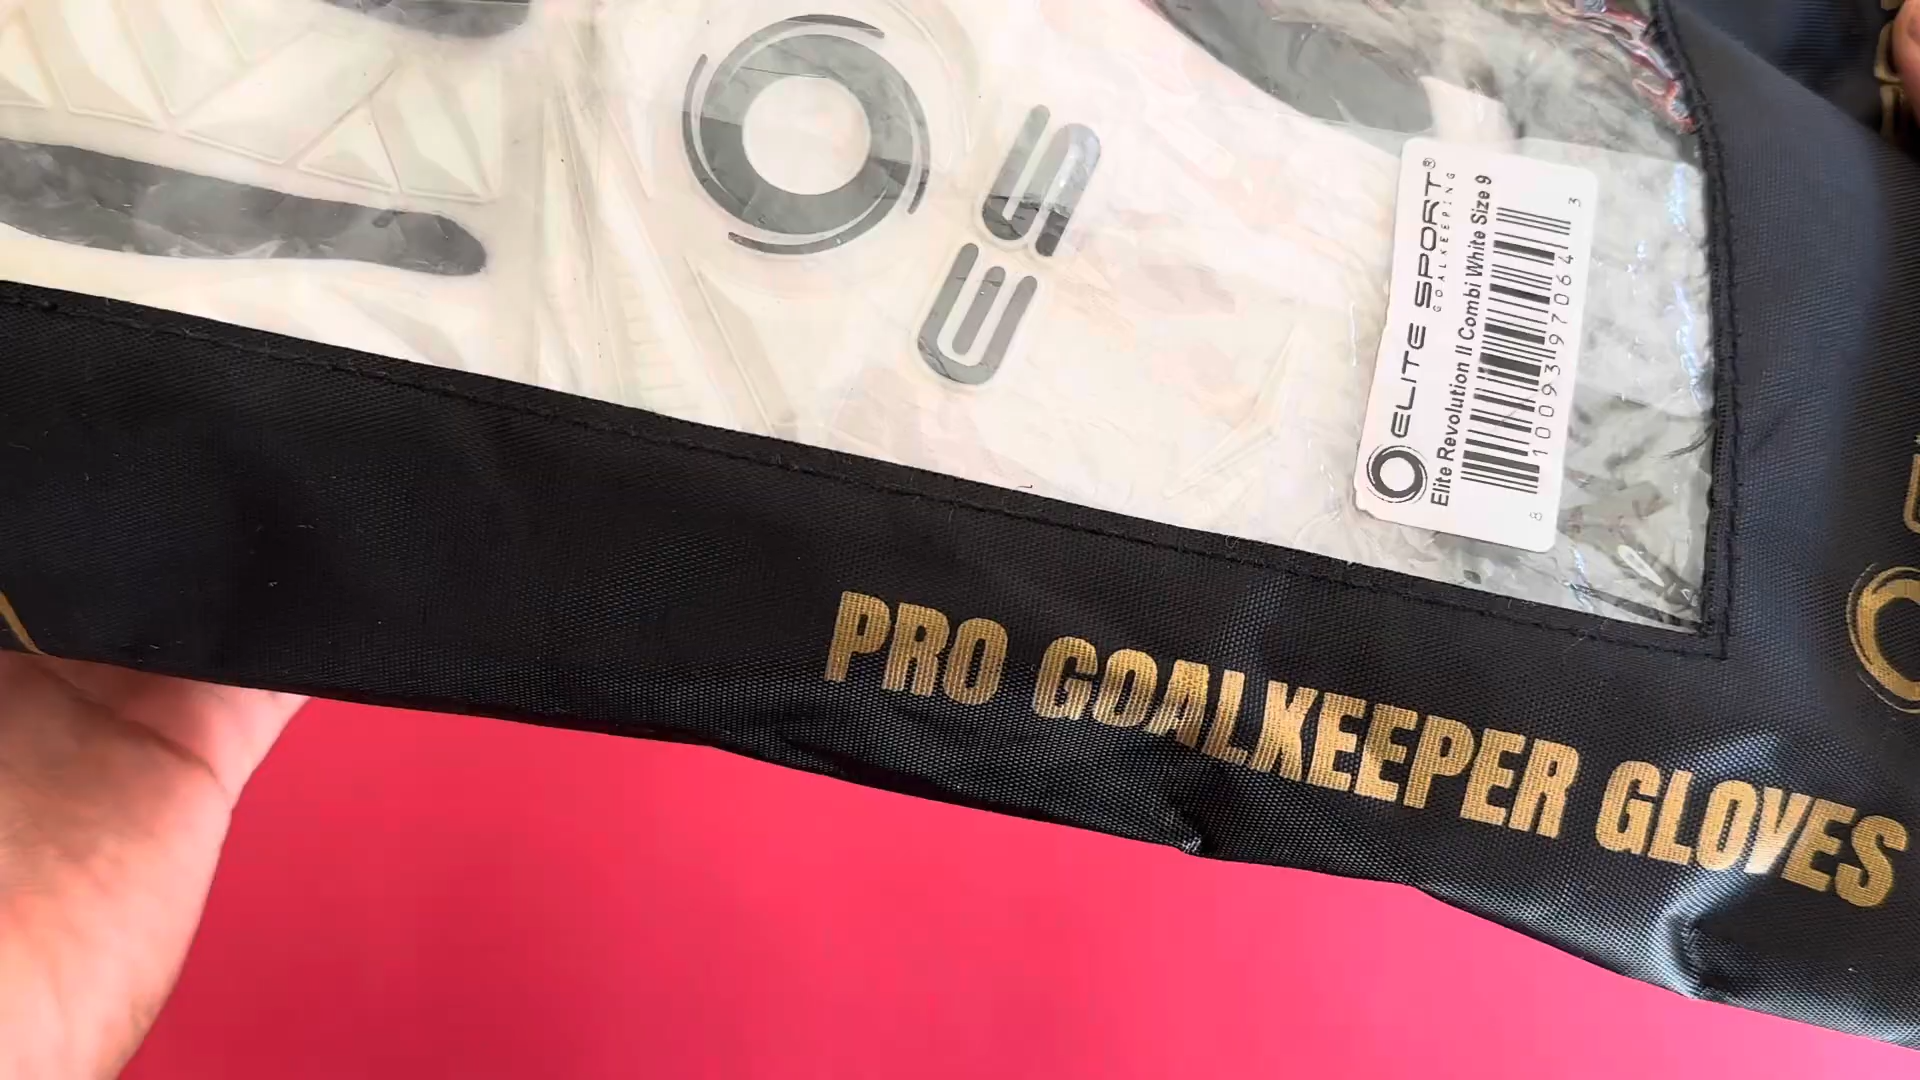 ES
ELITE SPORT®
GOALKEEPING
Elite Revolution II Combi White Size 9
8 10093 97064 3
PRO GOALKEEPER GLOVES